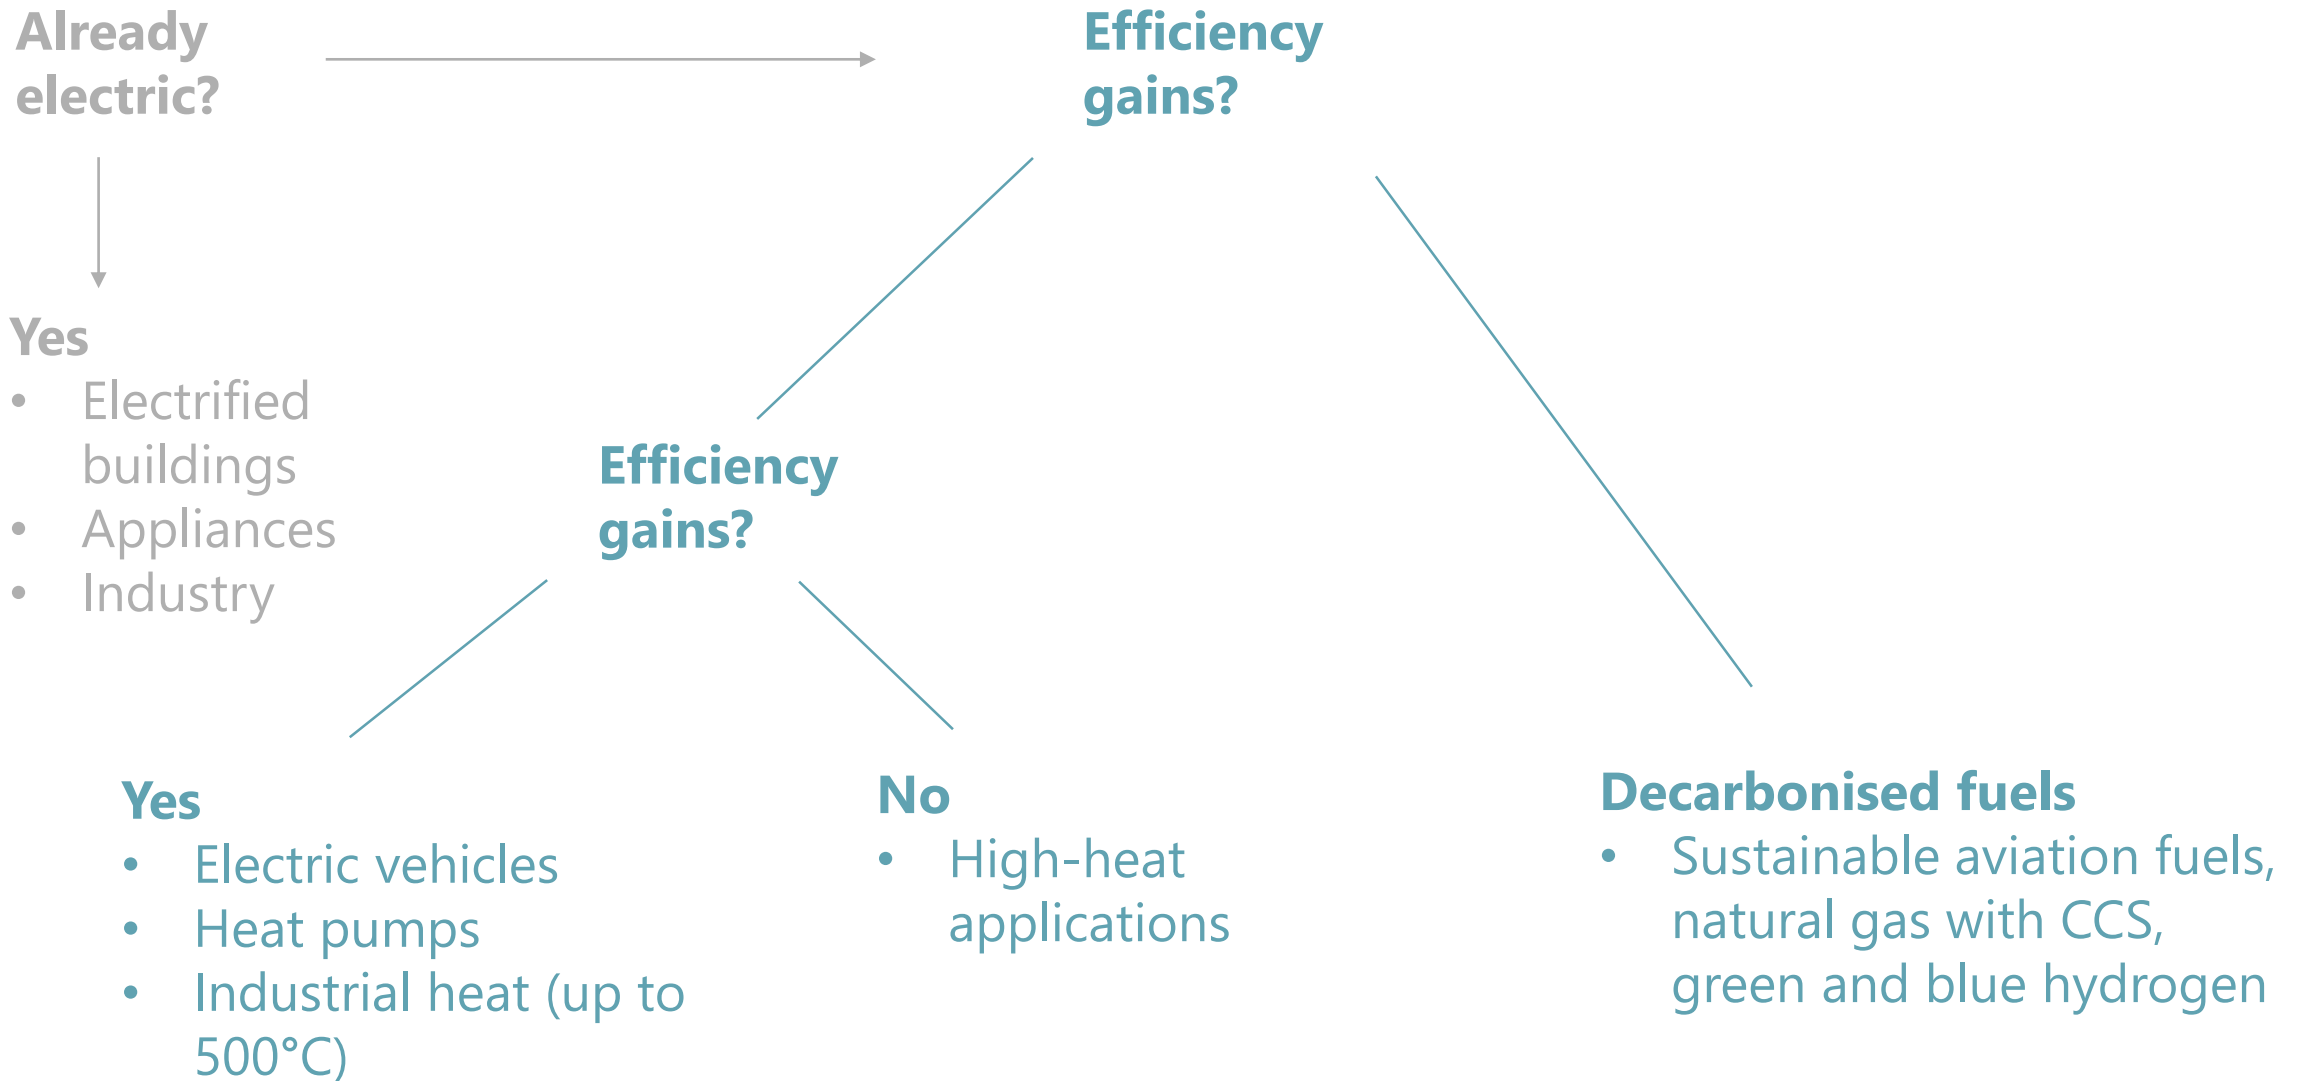 Already
electric?
Efficiency
gains?
Yes
• Electrified
buildings
• Appliances
• Industry
Efficiency
gains?
Yes
• Electric vehicles
• Heat pumps
• Industrial heat (up to
500°C)
No
• High-heat
applications
Decarbonised fuels
• Sustainable aviation fuels,
natural gas with CCS,
green and blue hydrogen